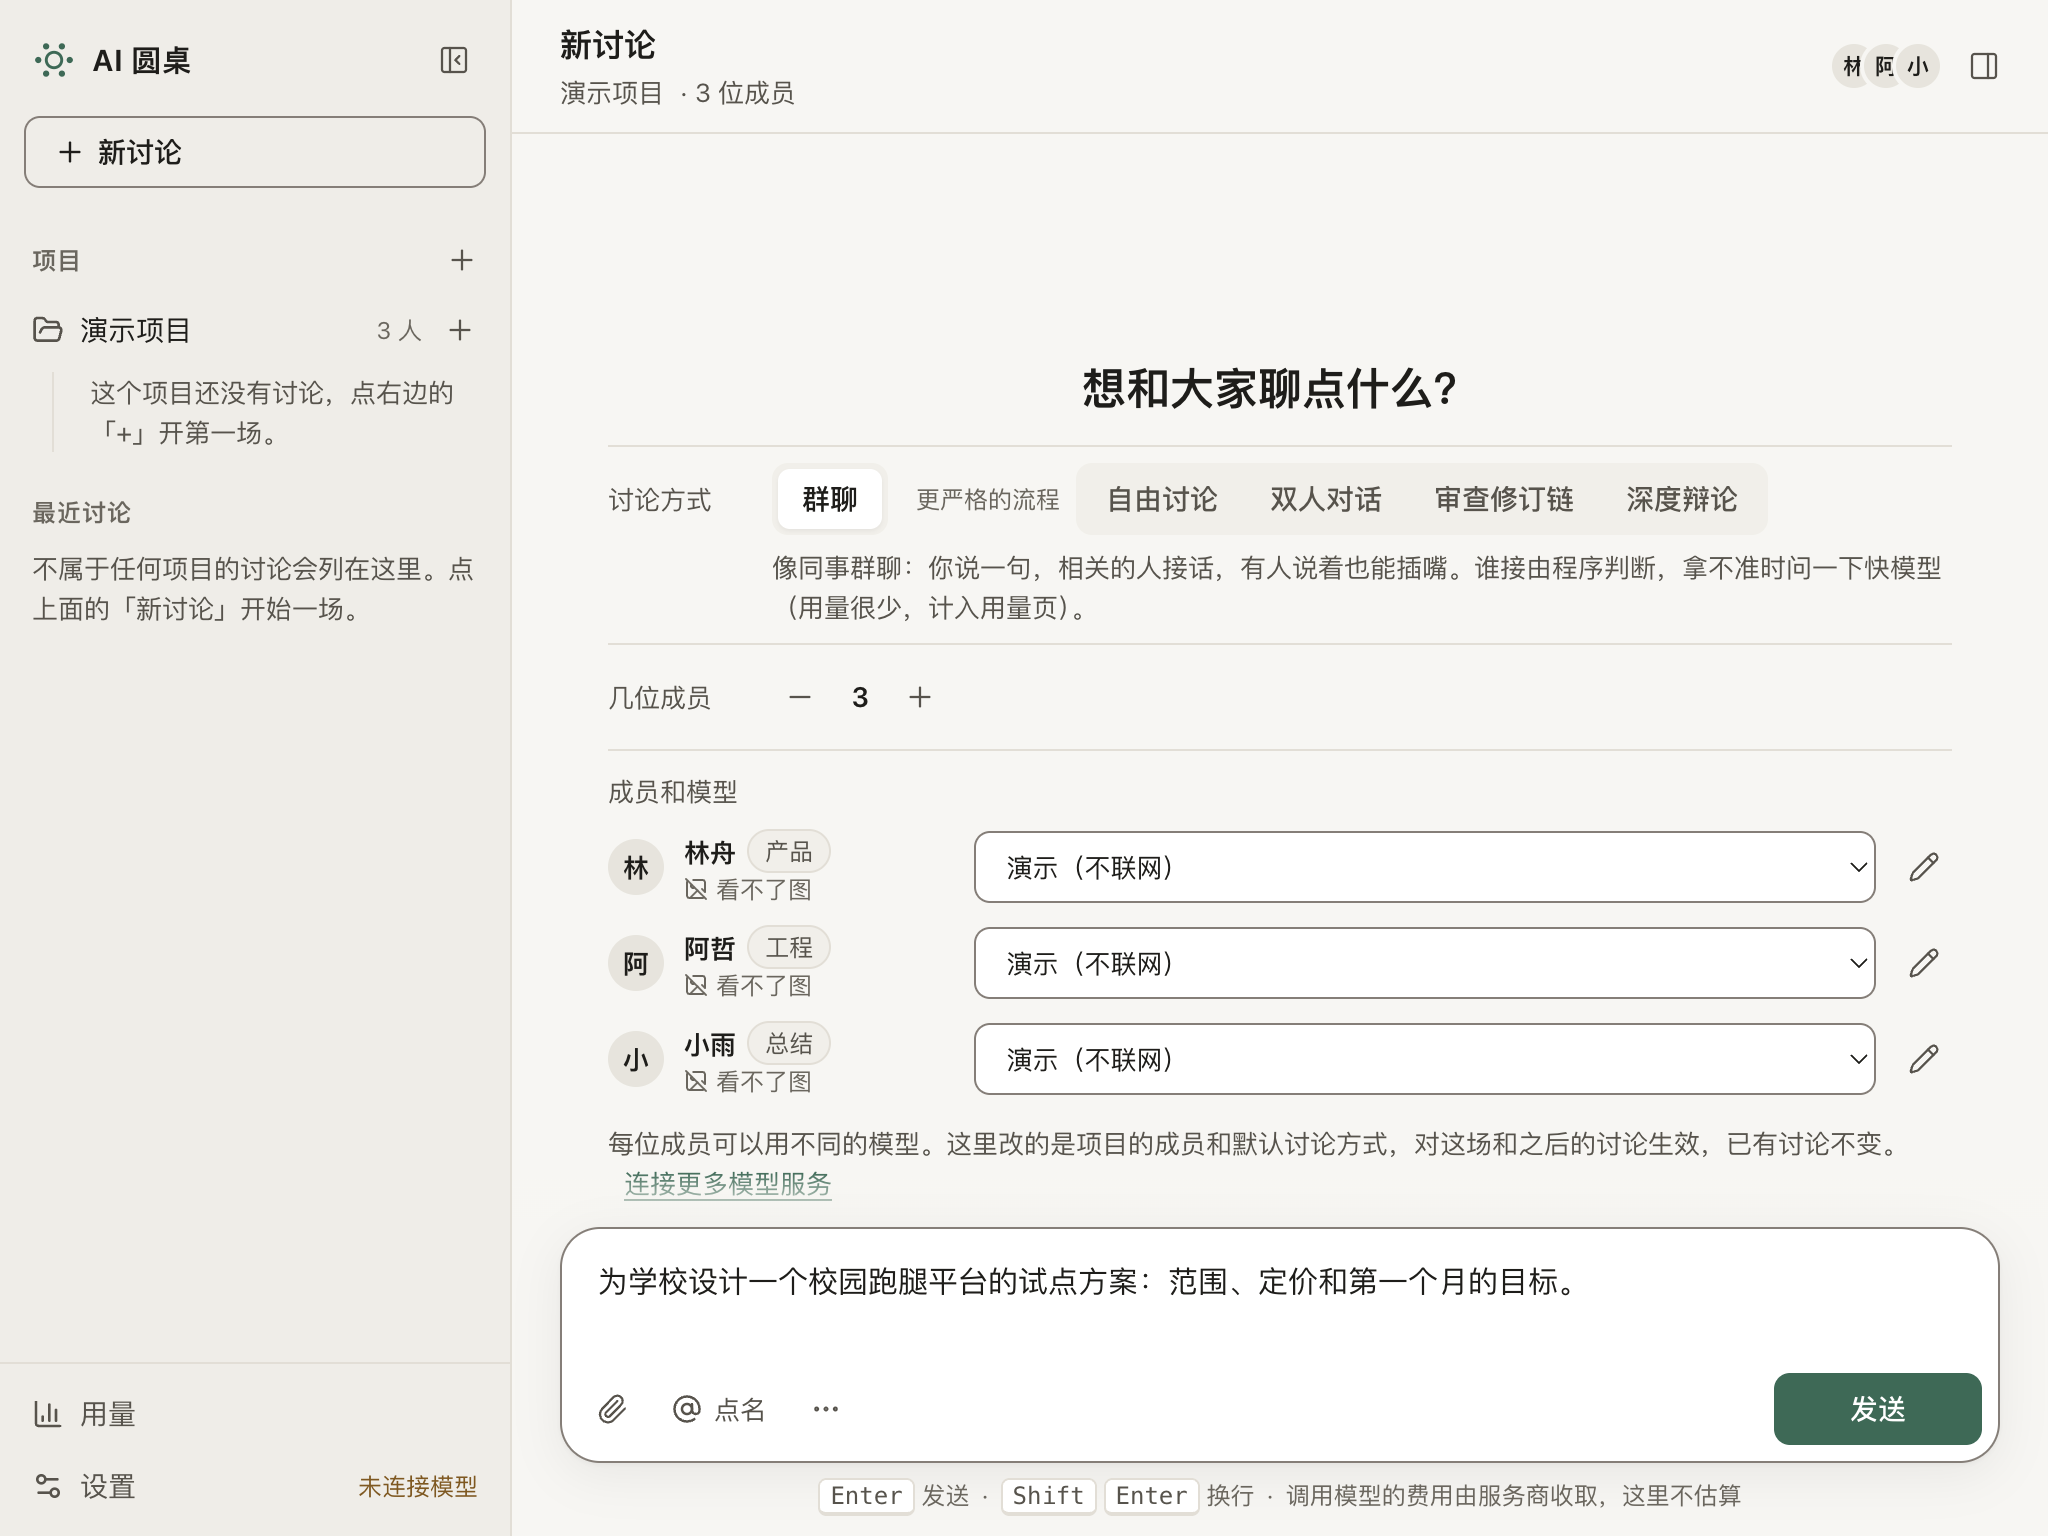 AI 圆桌
新讨论
项目
演示项目 3 人
这个项目还没有讨论，点右边的
「+」开第一场。
最近讨论
不属于任何项目的讨论会列在这里。点
上面的「新讨论」开始一场。
用量
设置 未连接模型
新讨论
演示项目 · 3 位成员
林 阿 小
想和大家聊点什么?
讨论方式 群聊 更严格的流程 自由讨论 双人对话 审查修订链 深度辩论
像同事群聊：你说一句，相关的人接话，有人说着也能插嘴。谁接由程序判断，拿不准时问一下快模型
（用量很少，计入用量页）。
几位成员 3
成员和模型
林 林舟 产品 演示（不联网）
看不了图
阿 阿哲 工程 演示（不联网）
看不了图
小 小雨 总结 演示（不联网）
看不了图
每位成员可以用不同的模型。这里改的是项目的成员和默认讨论方式，对这场和之后的讨论生效，已有讨论不变。
连接更多模型服务
为学校设计一个校园跑腿平台的试点方案：范围、定价和第一个月的目标。
@ 点名 ··· 发送
Enter 发送 · Shift Enter 换行 · 调用模型的费用由服务商收取，这里不估算